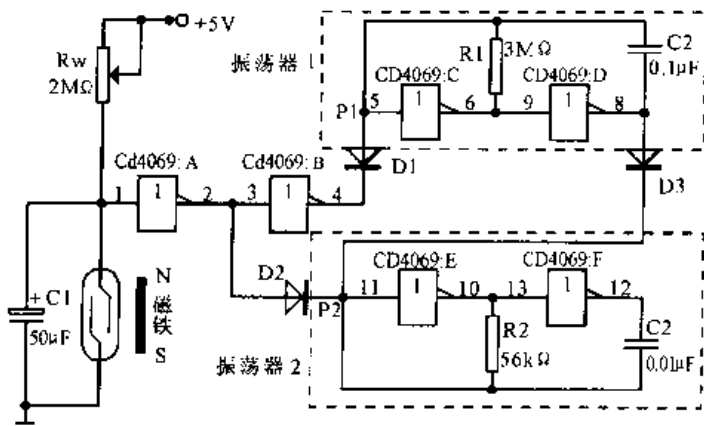 +5V
Rw
2MΩ
振荡器 1
R1
3MΩ
C2
0.1μF
CD4069:C
CD4069:D
1
1
P1
5
6
9
8
Cd4069:A
Cd4069:B
D1
D3
1
1
2
3
1
4
+ C1
50μF
N
磁铁
S
D2
P2
振荡器 2
CD4069:E
CD4069:F
11
1
10
13
1
12
R2
56kΩ
C2
0.01μF